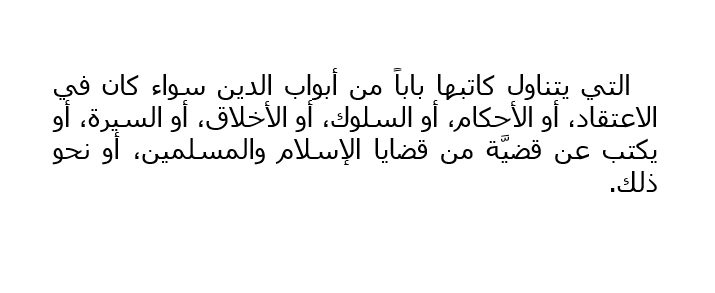 التي يتناول كاتبها باباً من أبواب الدين سواء كان في
الاعتقاد، أو الأحكام، أو السلوك، أو الأخلاق، أو السيرة، أو
يكتب عن قضيَّة من قضايا الإسلام والمسلمين، أو نحو
ذلك.